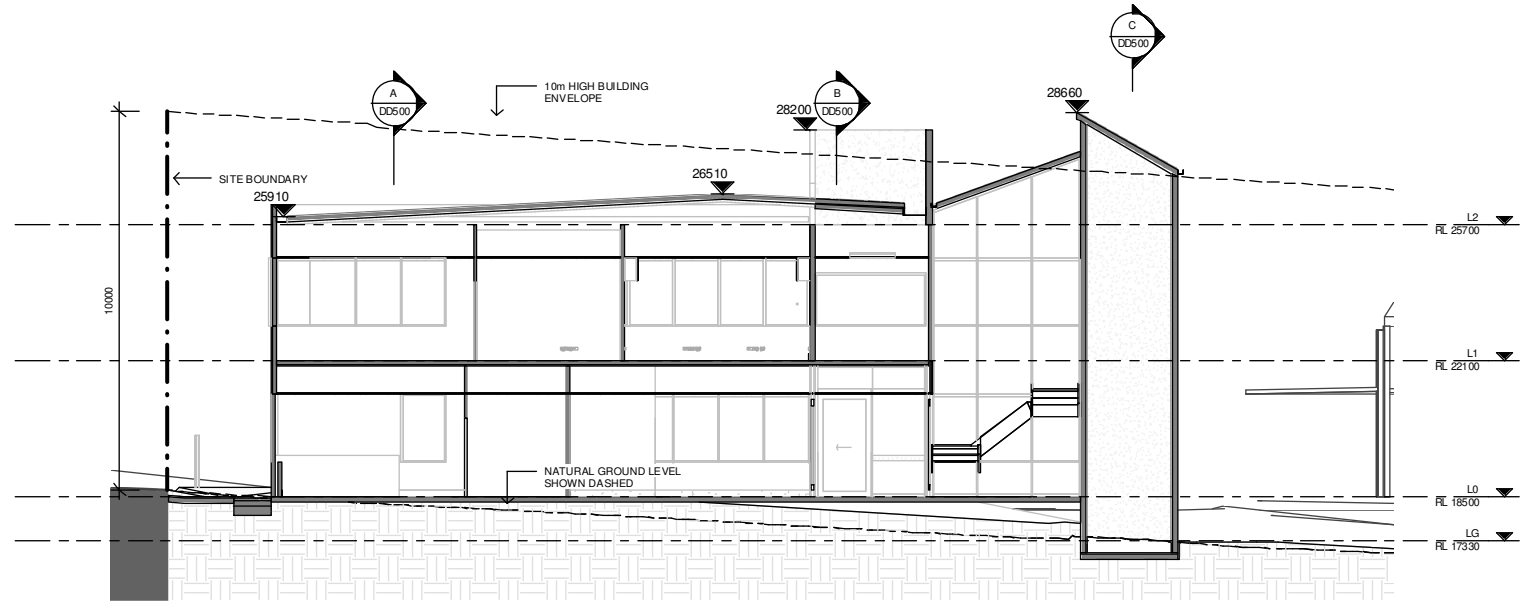 C
DD500
10m HIGH BUILDING
ENVELOPE
A
DD500
B
DD500
28200
28660
SITE BOUNDARY
25910
26510
L2
RL 25700
10000
L1
RL 22100
NATURAL GROUND LEVEL
SHOWN DASHED
L0
RL 18500
LG
RL 17330